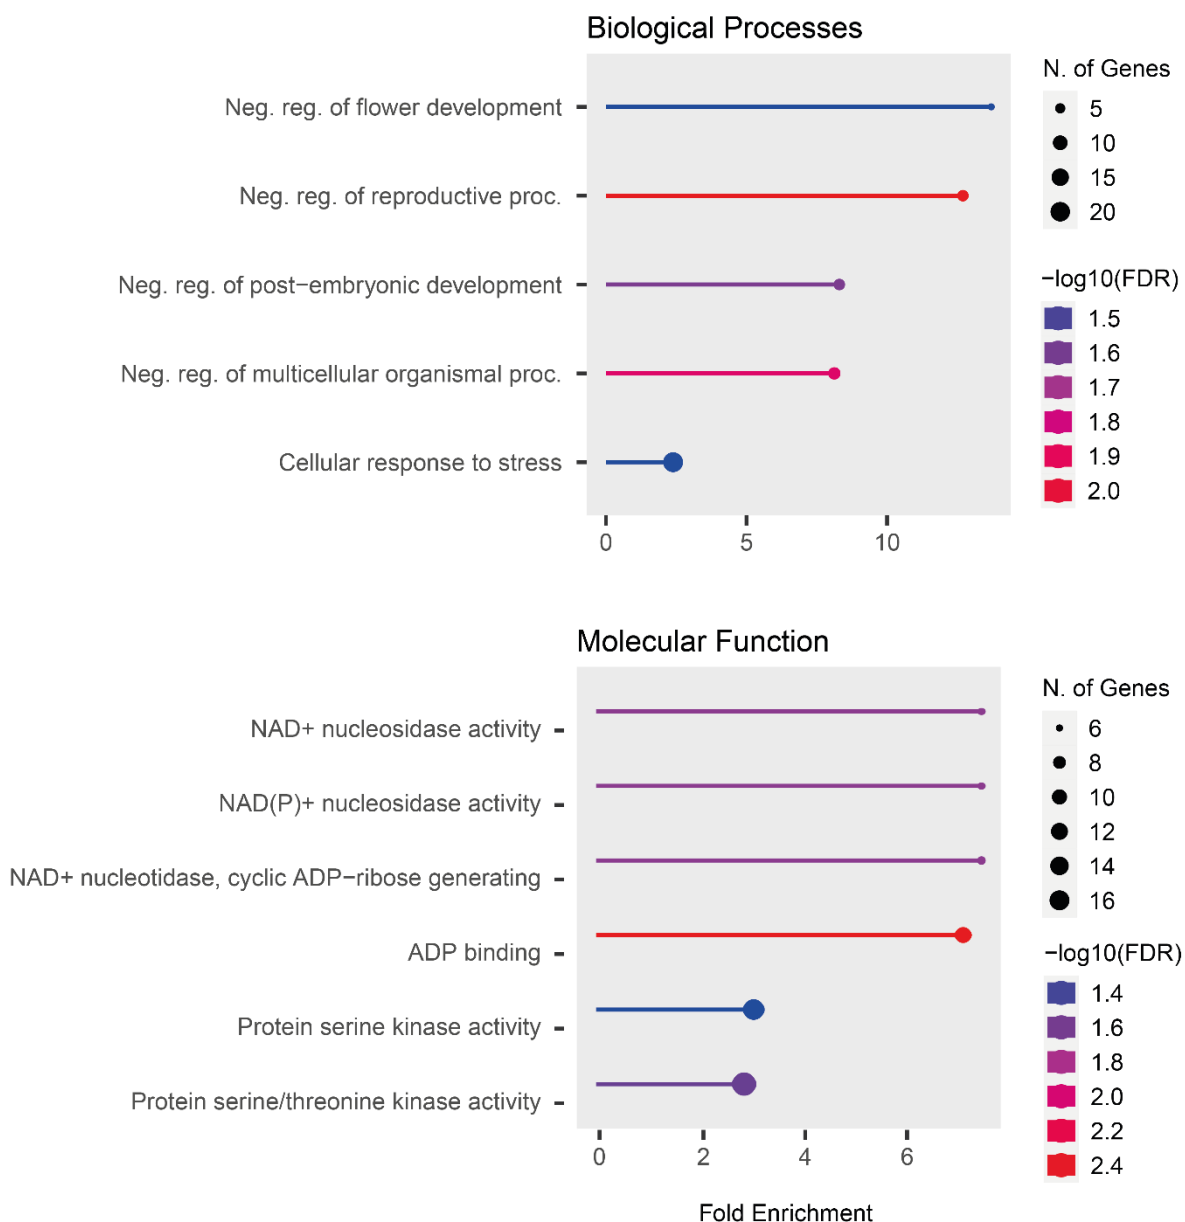 Biological Processes
Neg. reg. of flower development
Neg. reg. of reproductive proc.
Neg. reg. of post−embryonic development
Neg. reg. of multicellular organismal proc.
Cellular response to stress
0 5 10
N. of Genes
5
10
15
20
−log10(FDR)
1.5
1.6
1.7
1.8
1.9
2.0
Molecular Function
NAD+ nucleosidase activity
NAD(P)+ nucleosidase activity
NAD+ nucleotidase, cyclic ADP−ribose generating
ADP binding
Protein serine kinase activity
Protein serine/threonine kinase activity
0 2 4 6
Fold Enrichment
N. of Genes
6
8
10
12
14
16
−log10(FDR)
1.4
1.6
1.8
2.0
2.2
2.4